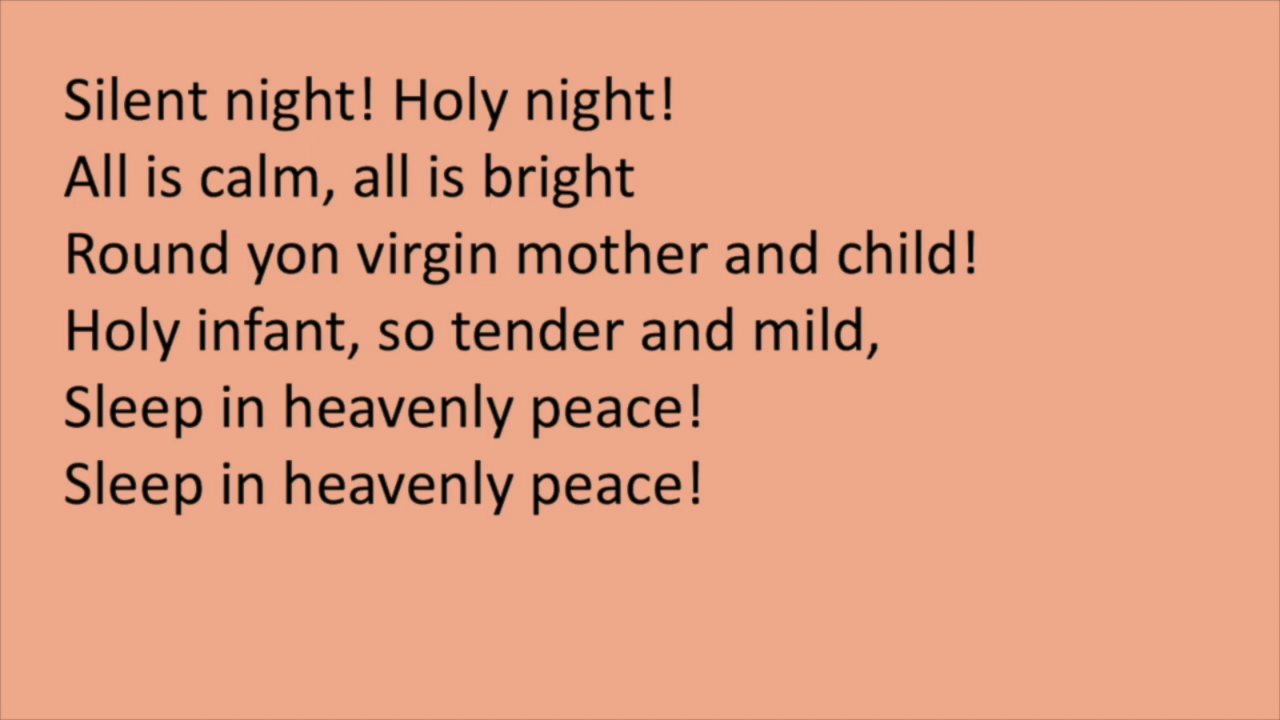 Silent night! Holy night!
All is calm, all is bright
Round yon virgin mother and child!
Holy infant, so tender and mild,
Sleep in heavenly peace!
Sleep in heavenly peace!